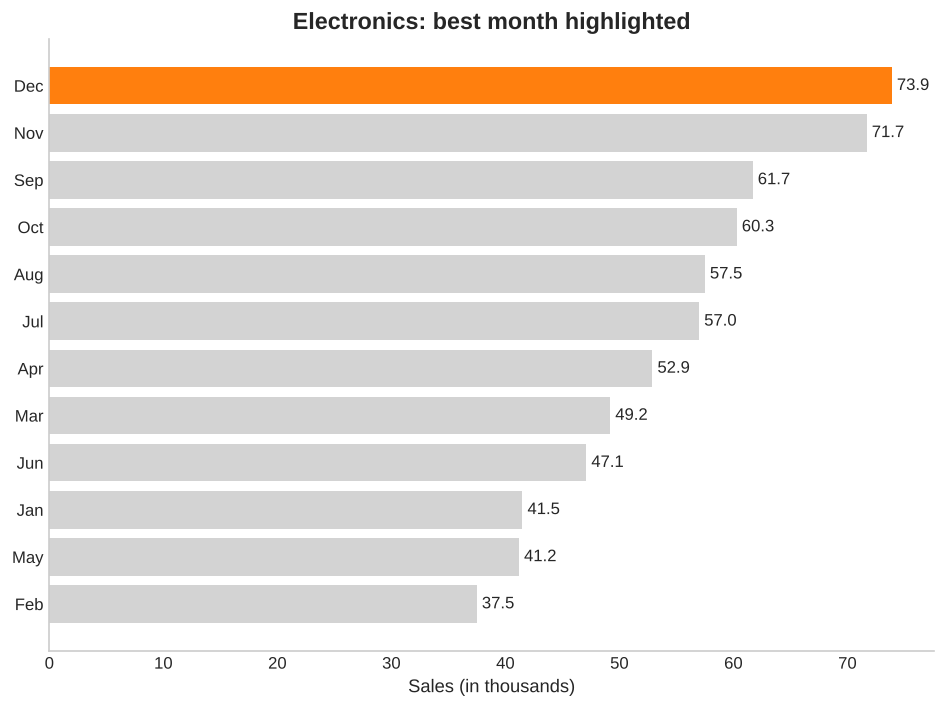 Electronics: best month highlighted
Dec 73.9
Nov 71.7
Sep 61.7
Oct 60.3
Aug 57.5
Jul 57.0
Apr 52.9
Mar 49.2
Jun 47.1
Jan 41.5
May 41.2
Feb 37.5
0 10 20 30 40 50 60 70
Sales (in thousands)